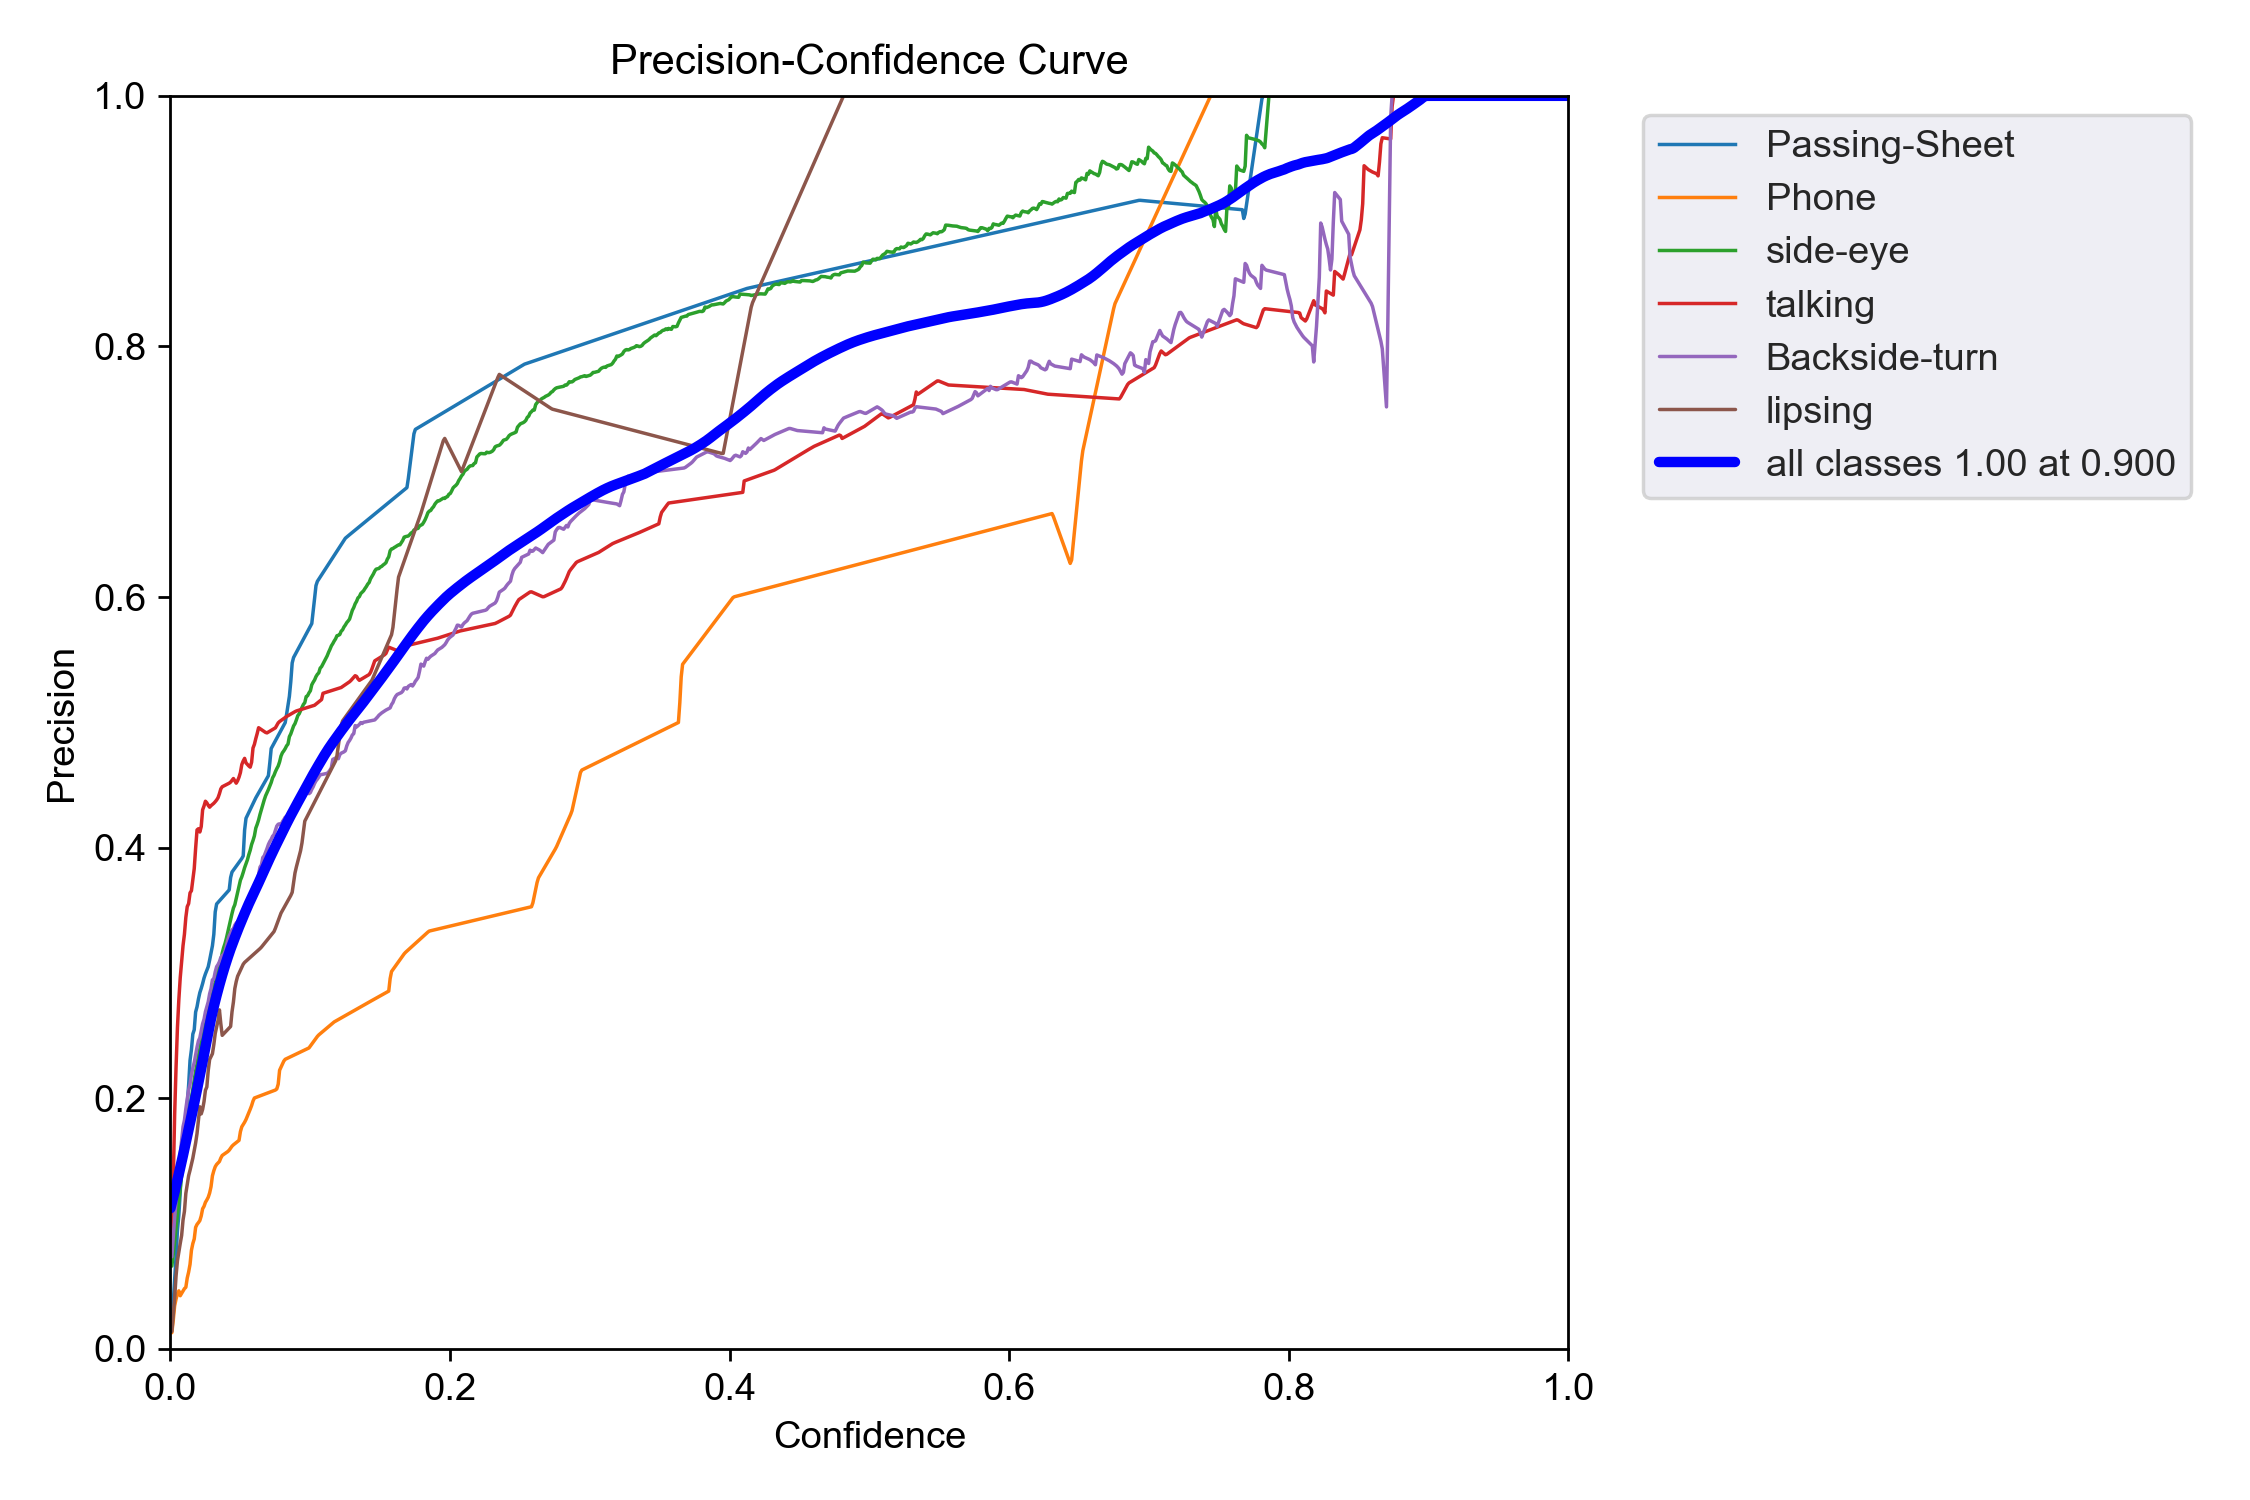 Precision-Confidence Curve
1.0
0.8
0.6
0.4
0.2
0.0
Precision
0.0 0.2 0.4 0.6 0.8 1.0
Confidence
Passing-Sheet
Phone
side-eye
talking
Backside-turn
lipsing
all classes 1.00 at 0.900